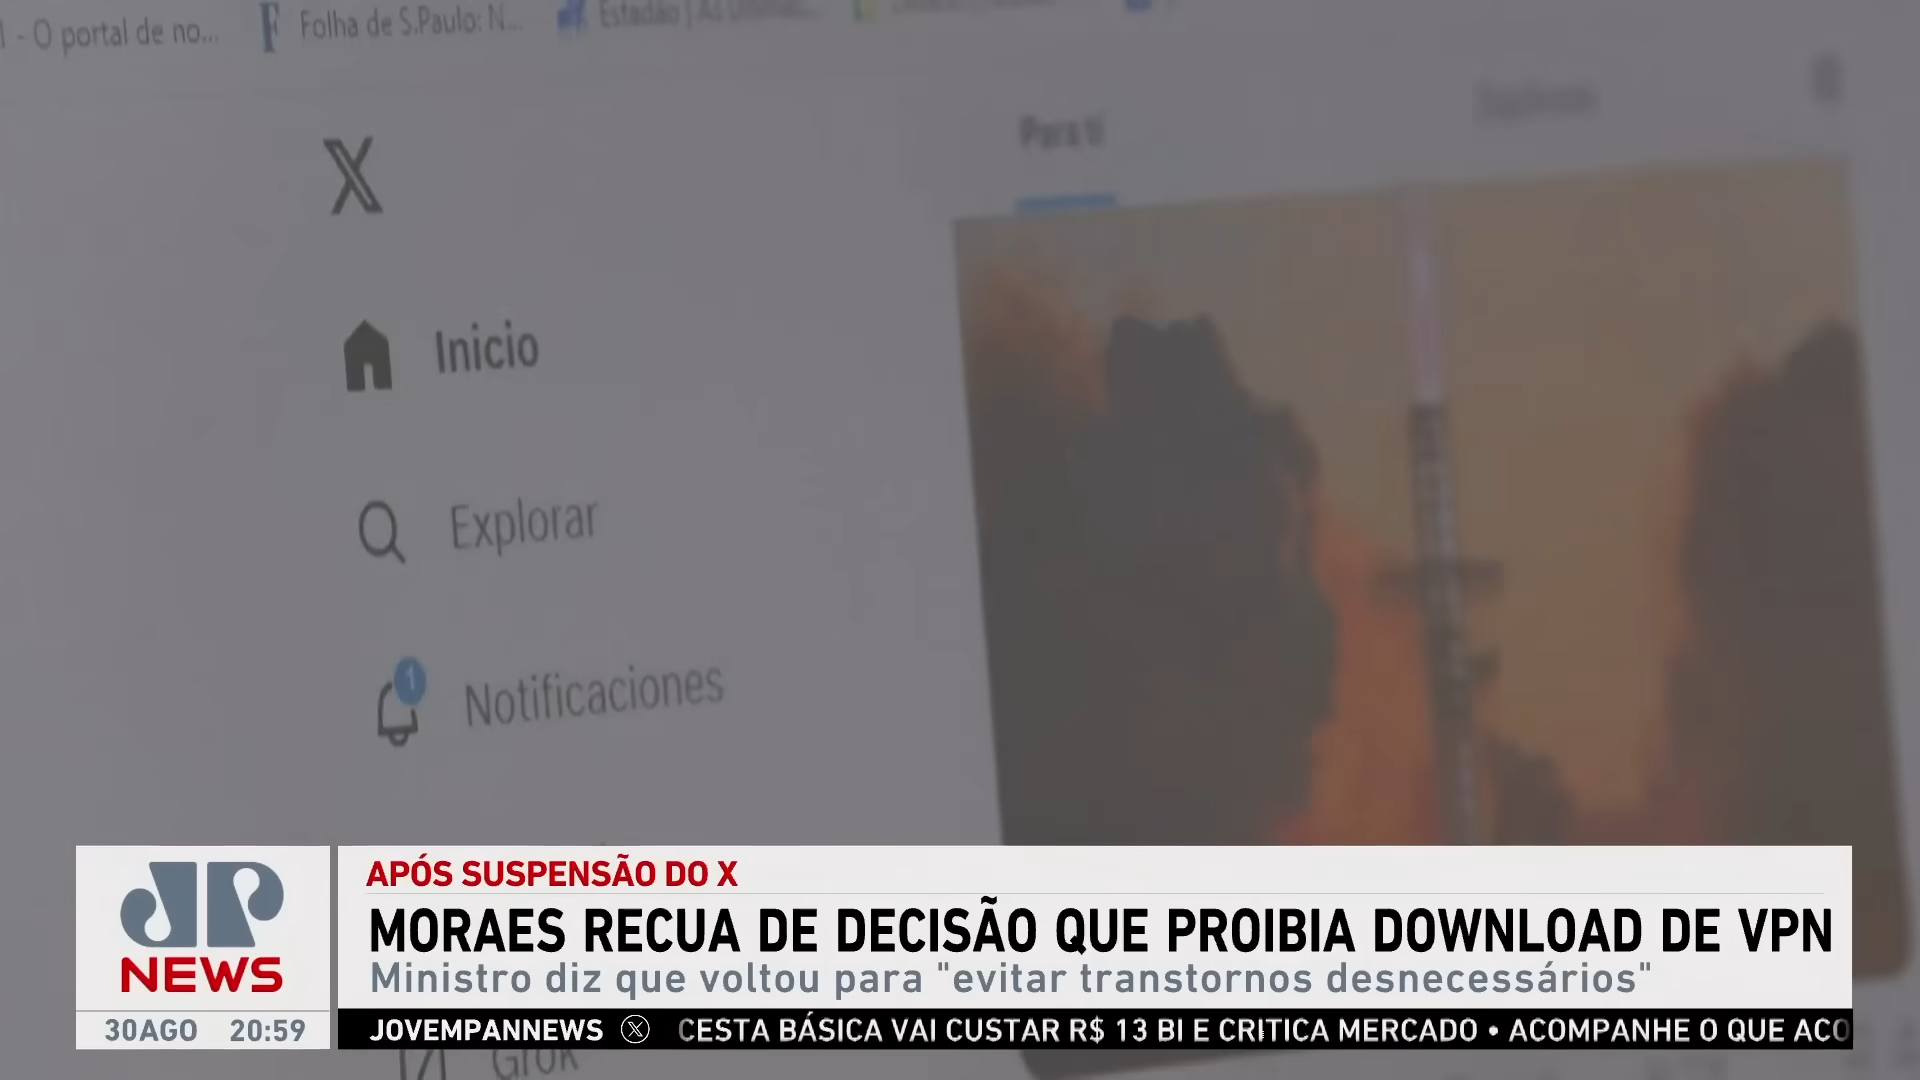 - O portal de no...
Folha de S.Paulo: N...
Estadão |
Para ti
X
Inicio
Explorar
1
Notificaciones
Grok
JP
NEWS
30AGO 20:59
APÓS SUSPENSÃO DO X
MORAES RECUA DE DECISÃO QUE PROIBIA DOWNLOAD DE VPN
Ministro diz que voltou para "evitar transtornos desnecessários"
JOVEMPANNEWS X CESTA BÁSICA VAI CUSTAR R$ 13 BI E CRITICA MERCADO • ACOMPANHE O QUE ACO